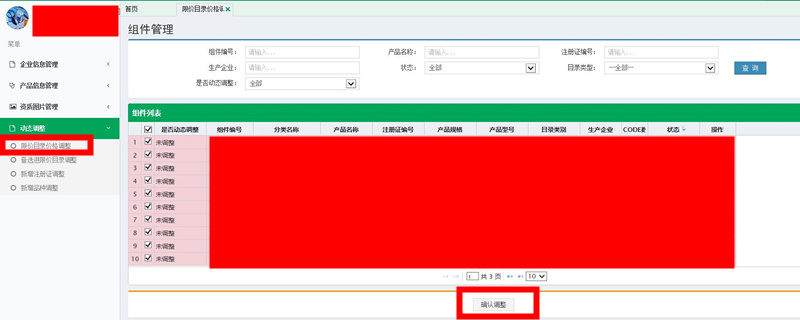 首页 限价目录价格调
组件管理
菜单
企业信息管理
产品信息管理
资质图片管理
动态调整
限价目录价格调整
备选进限价目录调整
新增注册证调整
新增品种调整
组件编号： 请输入... 产品名称： 请输入... 注册证编号： 请输入...
生产企业： 请输入... 状态： 全部 目录类型： --全部-- 查 询
是否动态调整： 全部
组件列表
是否动态调整 组件编号 分类名称 产品名称 注册证编号 产品规格 产品型号 目录类别 生产企业 CODE 状态 操作
1 未调整
2 未调整
3 未调整
4 未调整
5 未调整
6 未调整
7 未调整
8 未调整
9 未调整
10 未调整
1 共 3 页 10
确认调整